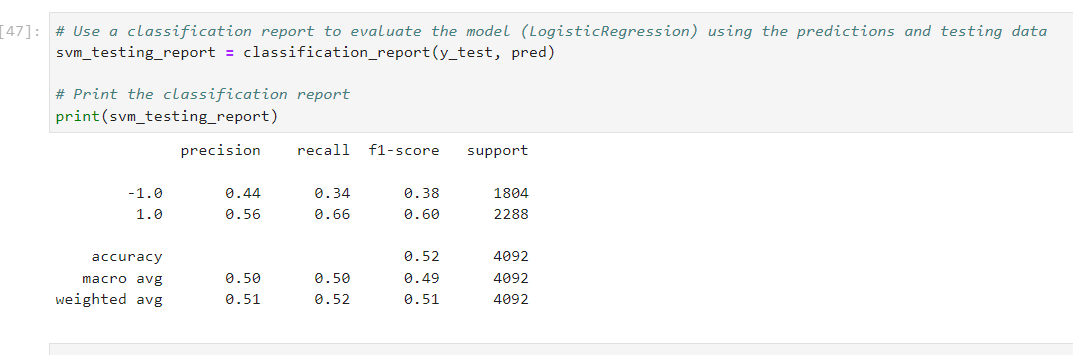 [47]: # Use a classification report to evaluate the model (LogisticRegression) using the predictions and testing data
svm_testing_report = classification_report(y_test, pred)
# Print the classification report
print(svm_testing_report)
precision recall f1-score support
-1.0 0.44 0.34 0.38 1804
1.0 0.56 0.66 0.60 2288
accuracy 0.52 4092
macro avg 0.50 0.50 0.49 4092
weighted avg 0.51 0.52 0.51 4092